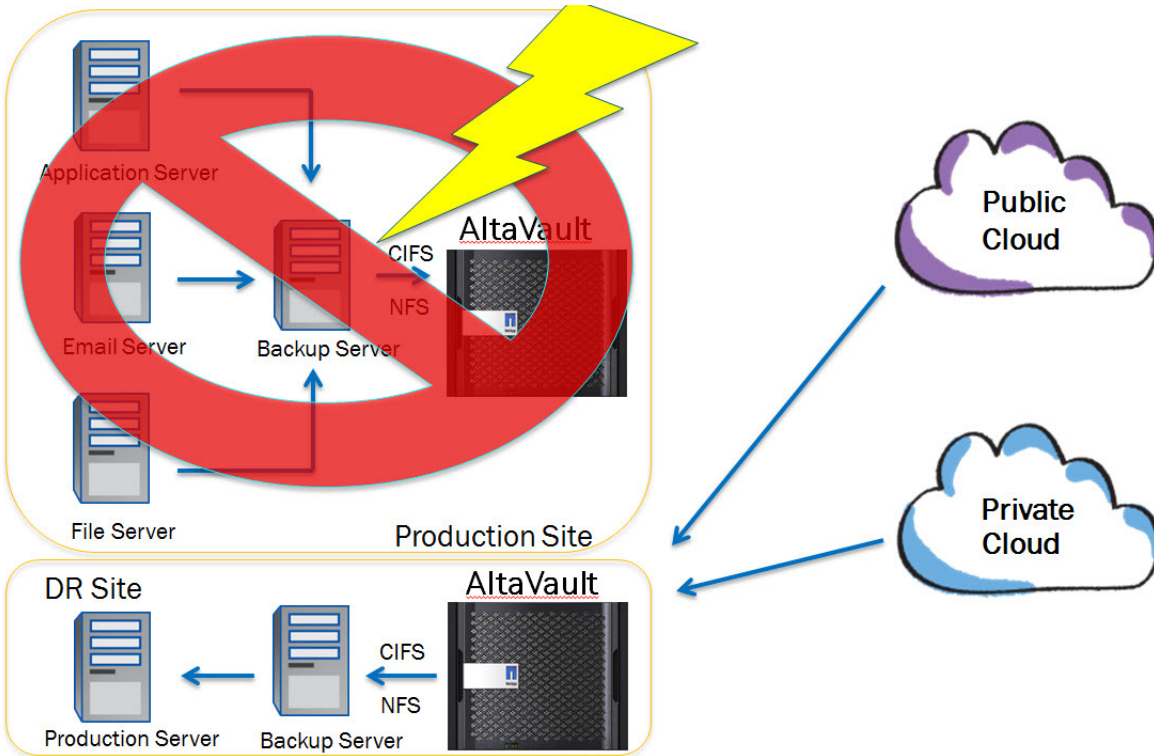 Application Server
Email Server
File Server
Backup Server
CIFS
NFS
AltaVault
Production Site
Public
Cloud
Private
Cloud
DR Site
Production Server
Backup Server
CIFS
NFS
AltaVault